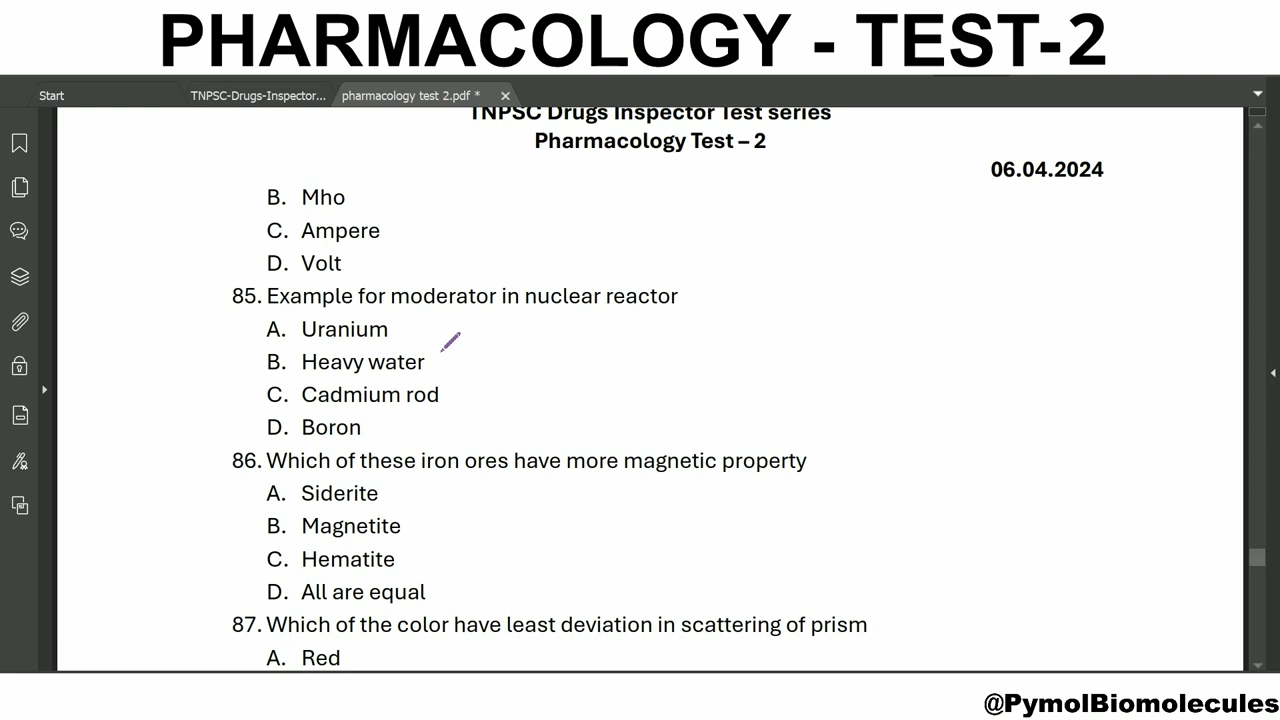 PHARMACOLOGY - TEST-2
Start TNPSC-Drugs-Inspector... pharmacology test 2.pdf *
TNPSC Drugs Inspector Test series
Pharmacology Test – 2
06.04.2024
B. Mho
C. Ampere
D. Volt
85. Example for moderator in nuclear reactor
A. Uranium
B. Heavy water
C. Cadmium rod
D. Boron
86. Which of these iron ores have more magnetic property
A. Siderite
B. Magnetite
C. Hematite
D. All are equal
87. Which of the color have least deviation in scattering of prism
A. Red
@PymolBiomolecules